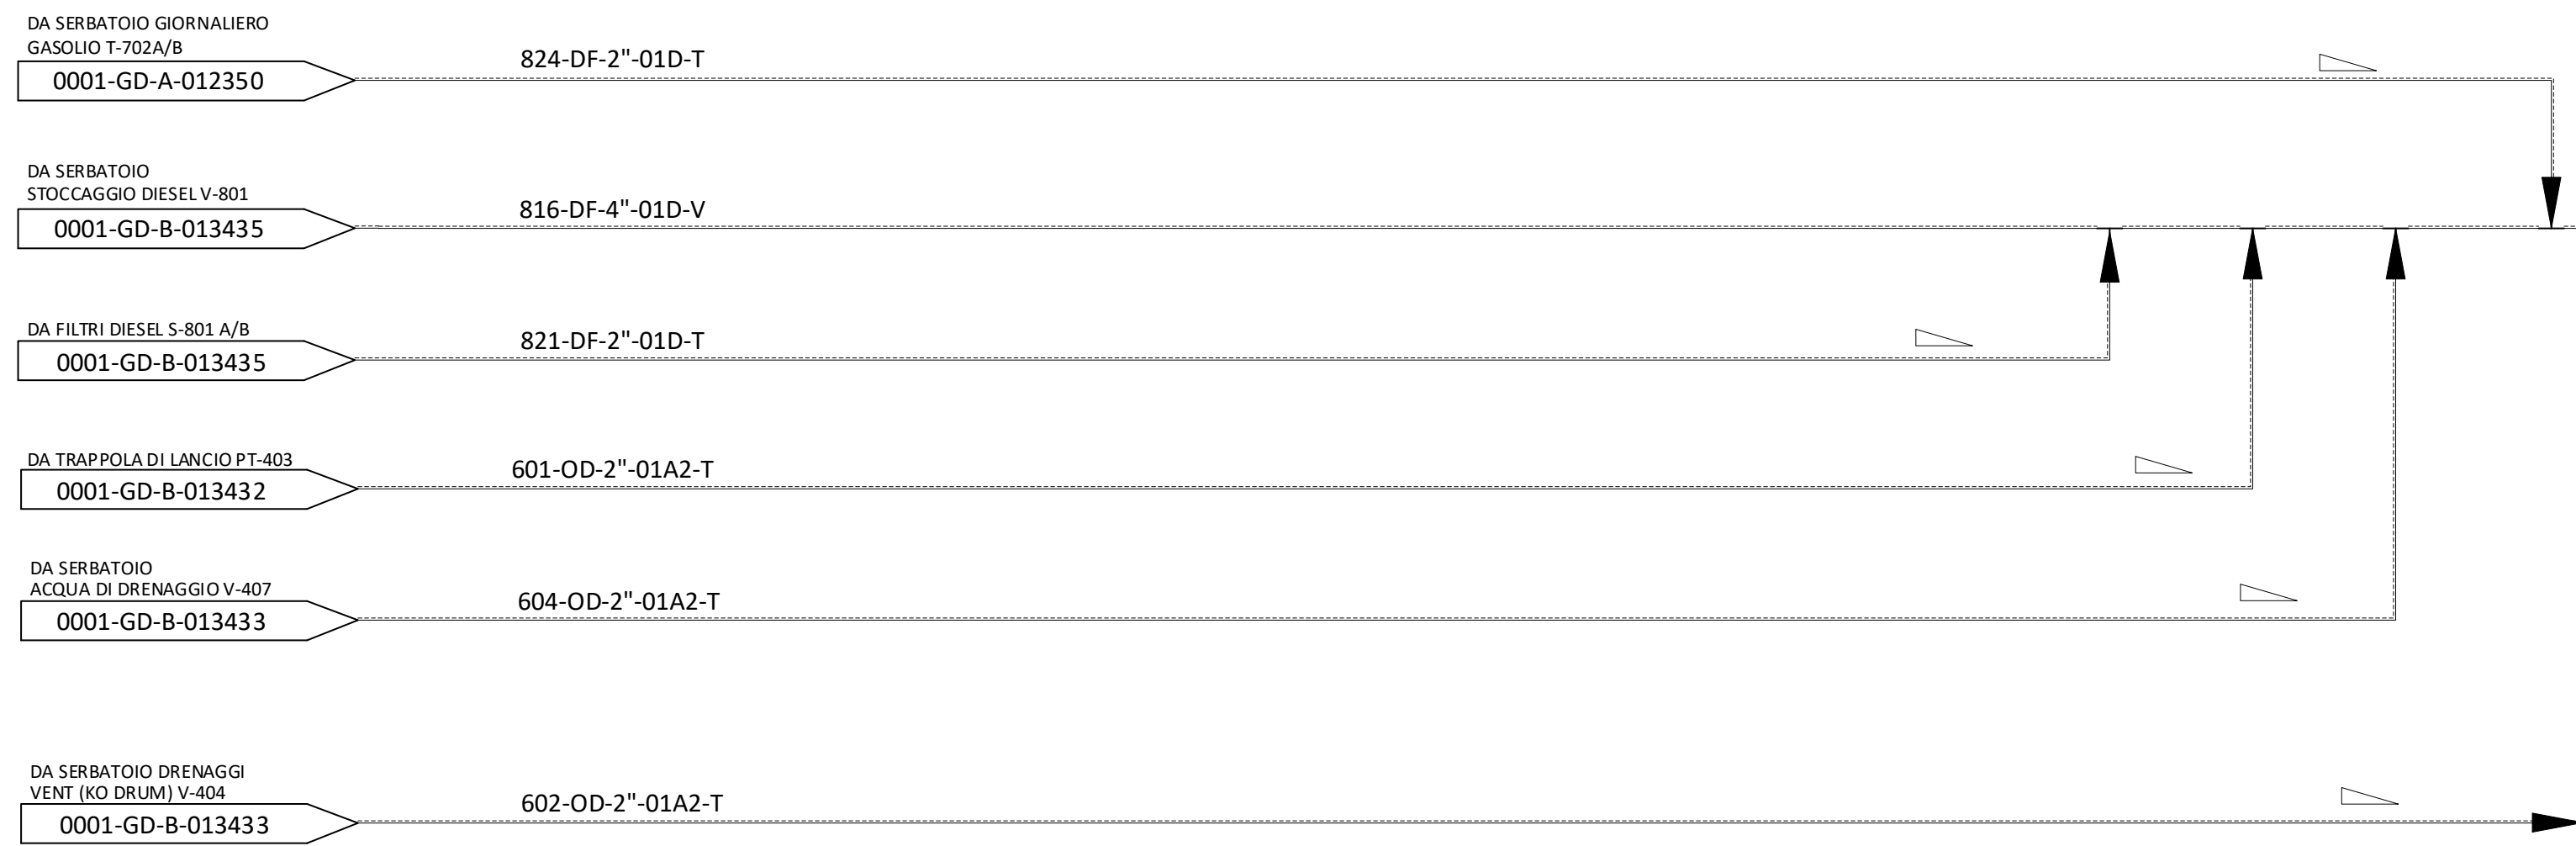 DA SERBATOIO GIORNALIERO
GASOLIO T-702A/B
0001-GD-A-012350
824-DF-2"-01D-T
DA SERBATOIO
STOCCAGGIO DIESEL V-801
0001-GD-B-013435
816-DF-4"-01D-V
DA FILTRI DIESEL S-801 A/B
0001-GD-B-013435
821-DF-2"-01D-T
DA TRAPPOLA DI LANCIO PT-403
0001-GD-B-013432
601-OD-2"-01A2-T
DA SERBATOIO
ACQUA DI DRENAGGIO V-407
0001-GD-B-013433
604-OD-2"-01A2-T
DA SERBATOIO DRENAGGI
VENT (KO DRUM) V-404
0001-GD-B-013433
602-OD-2"-01A2-T